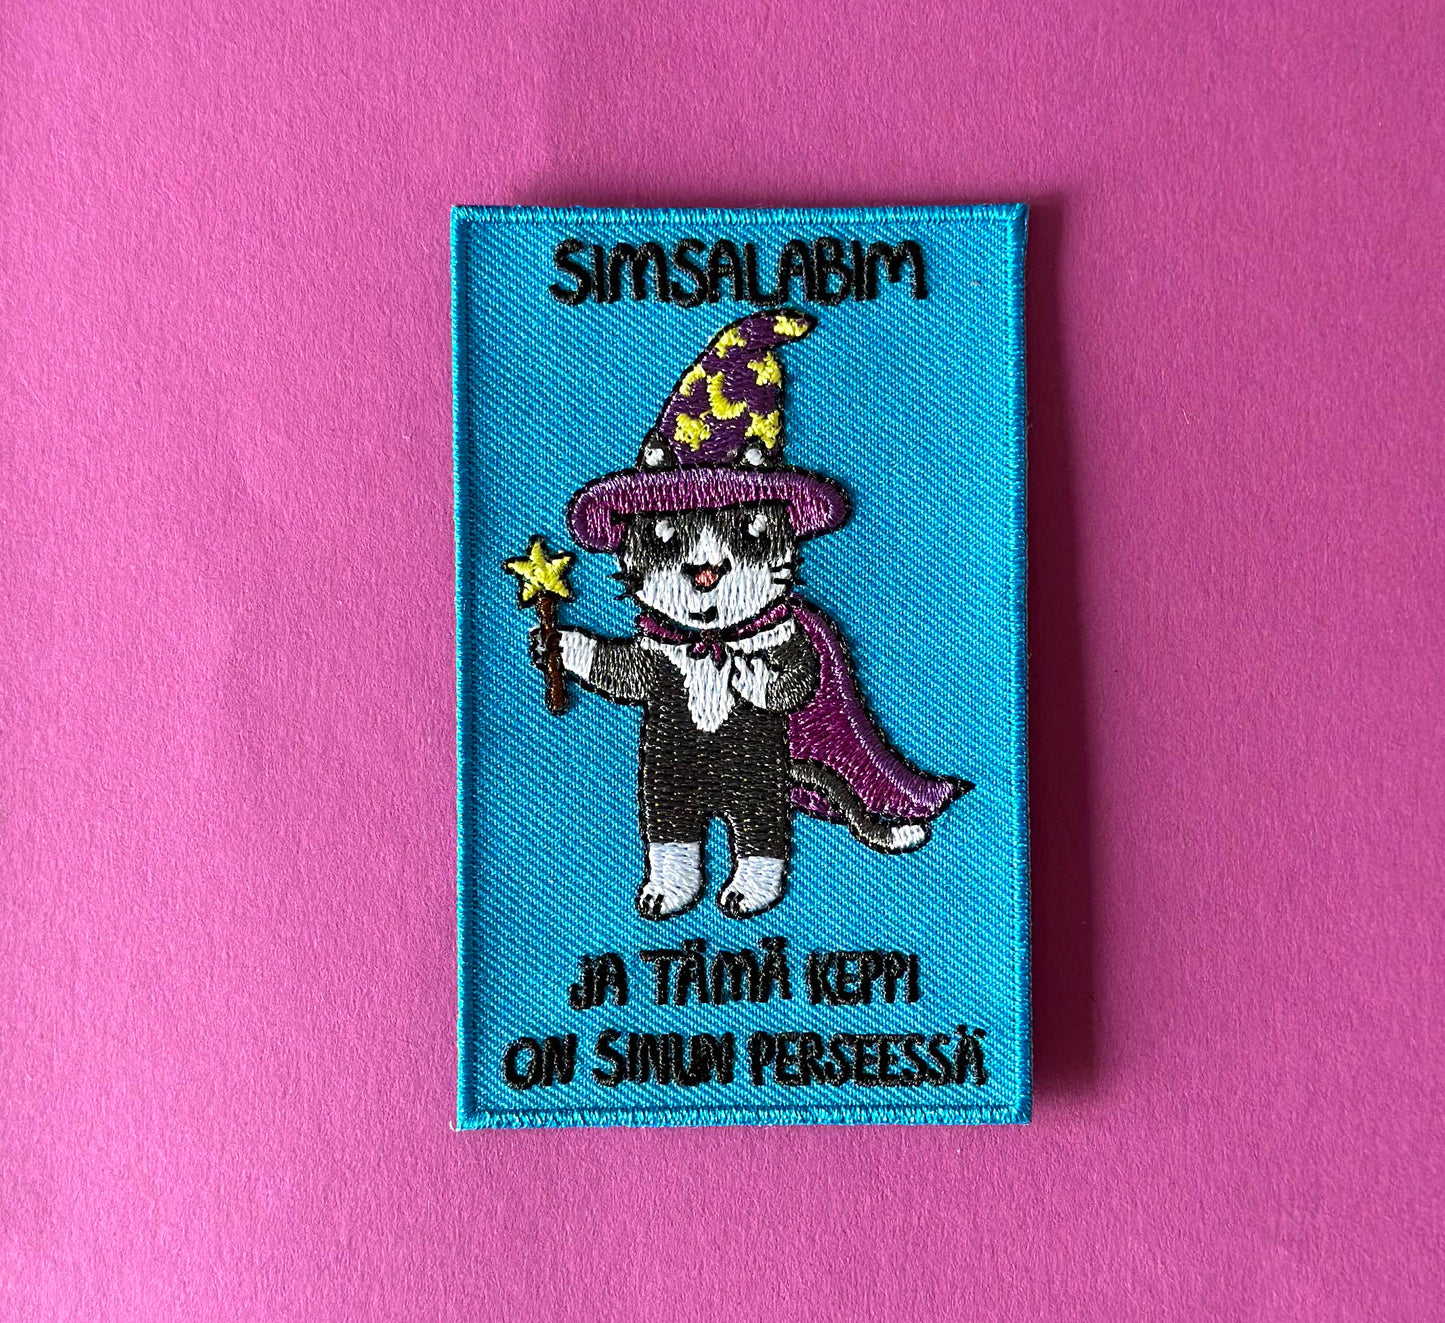 SIMSALABIM
JA TÄMÄ KEPPI
ON SINUN PERSEESSÄ